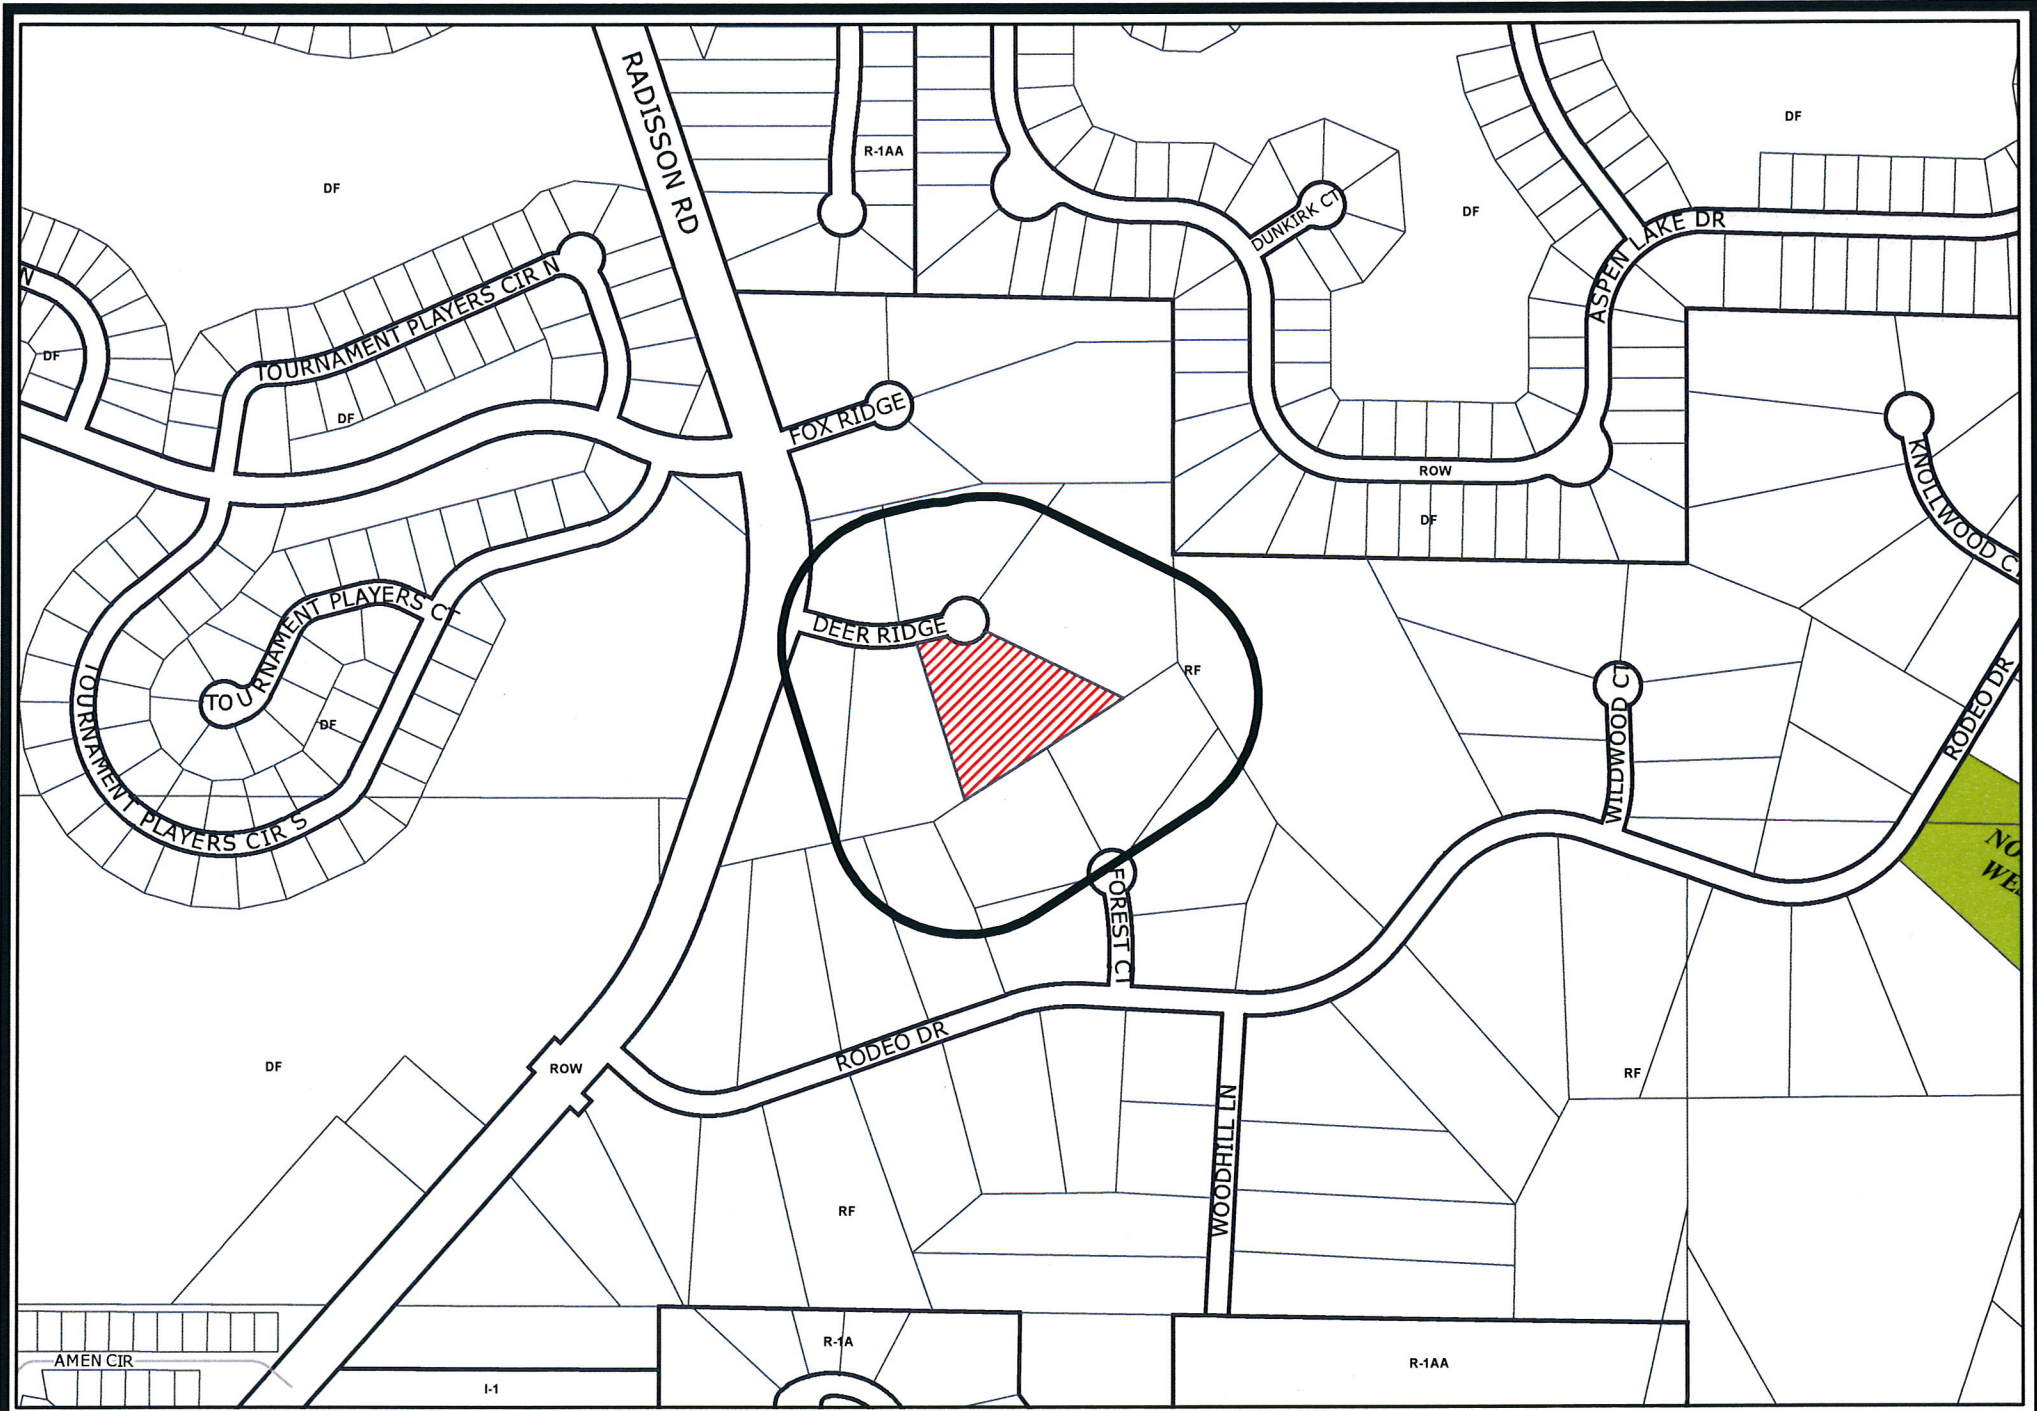 RADISSON RD
R-1AA
DF
DF
DF
DUNKIRK CT
LAKE DR
ASPEN
N
TOURNAMENT PLAYERS CIR N
DF
DF
FOX RIDGE
ROW
DF
KNOLLWOOD C
TOURNAMENT PLAYERS CT
DEER RIDGE
RF
DF
WILDWOOD CT
RODEO DR
TOURNAMENT PLAYERS CIR S
NO
WE
FOREST CT
RODEO DR
DF
ROW
RF
WOODHILL LN
RF
R-1A
R-1AA
AMEN CIR
I-1